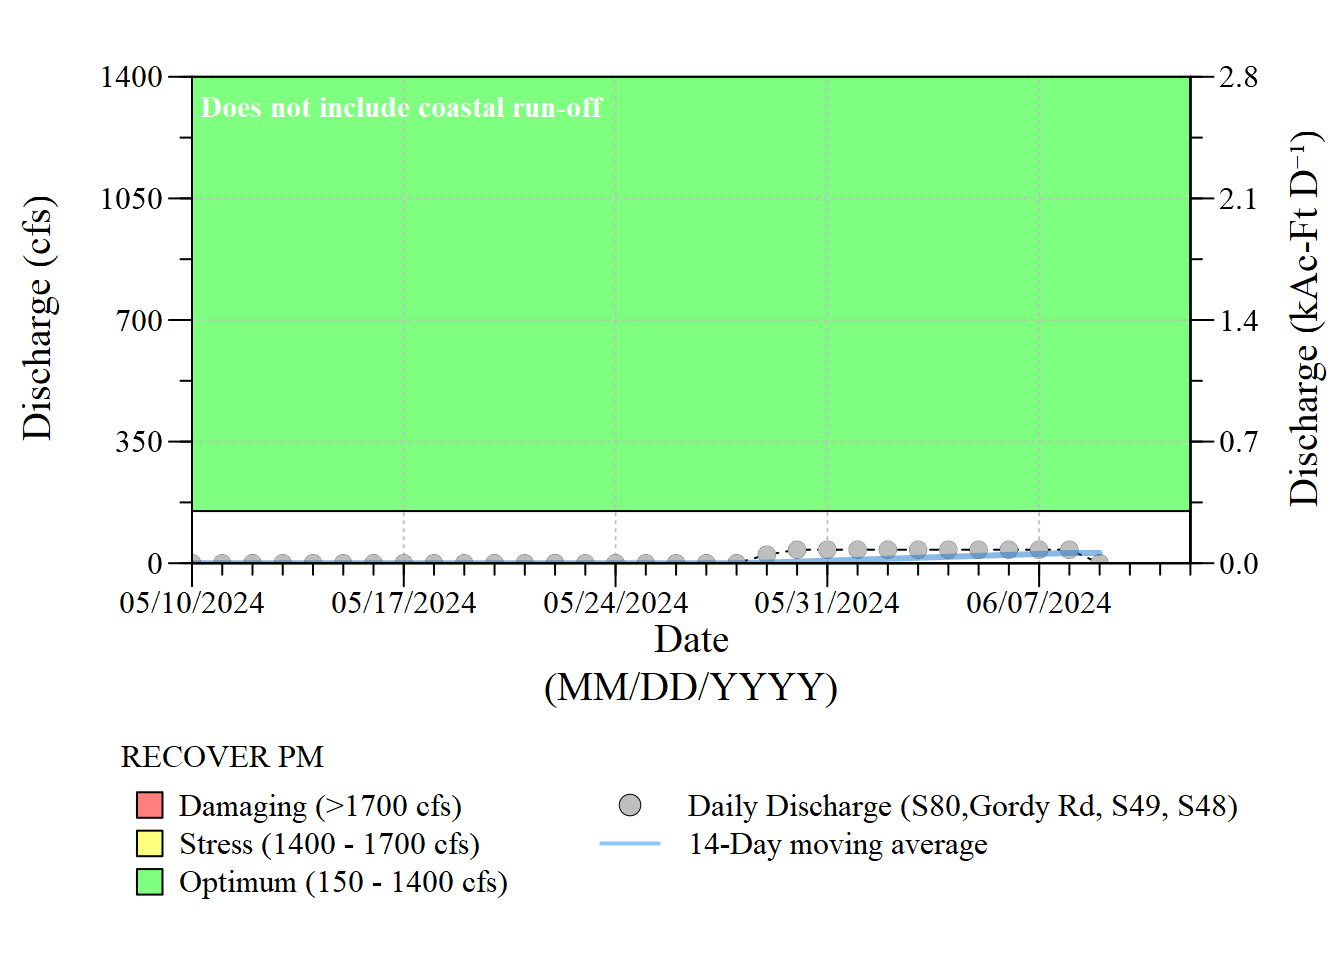 1400
1050
700
350
0
Discharge (cfs)
Does not include coastal run-off
2.8
2.1
1.4
0.7
0.0
Discharge (kAc-Ft D⁻¹)
05/10/2024 05/17/2024 05/24/2024 05/31/2024 06/07/2024
Date
(MM/DD/YYYY)
RECOVER PM
Damaging (>1700 cfs)
Stress (1400 - 1700 cfs)
Optimum (150 - 1400 cfs)
Daily Discharge (S80,Gordy Rd, S49, S48)
14-Day moving average